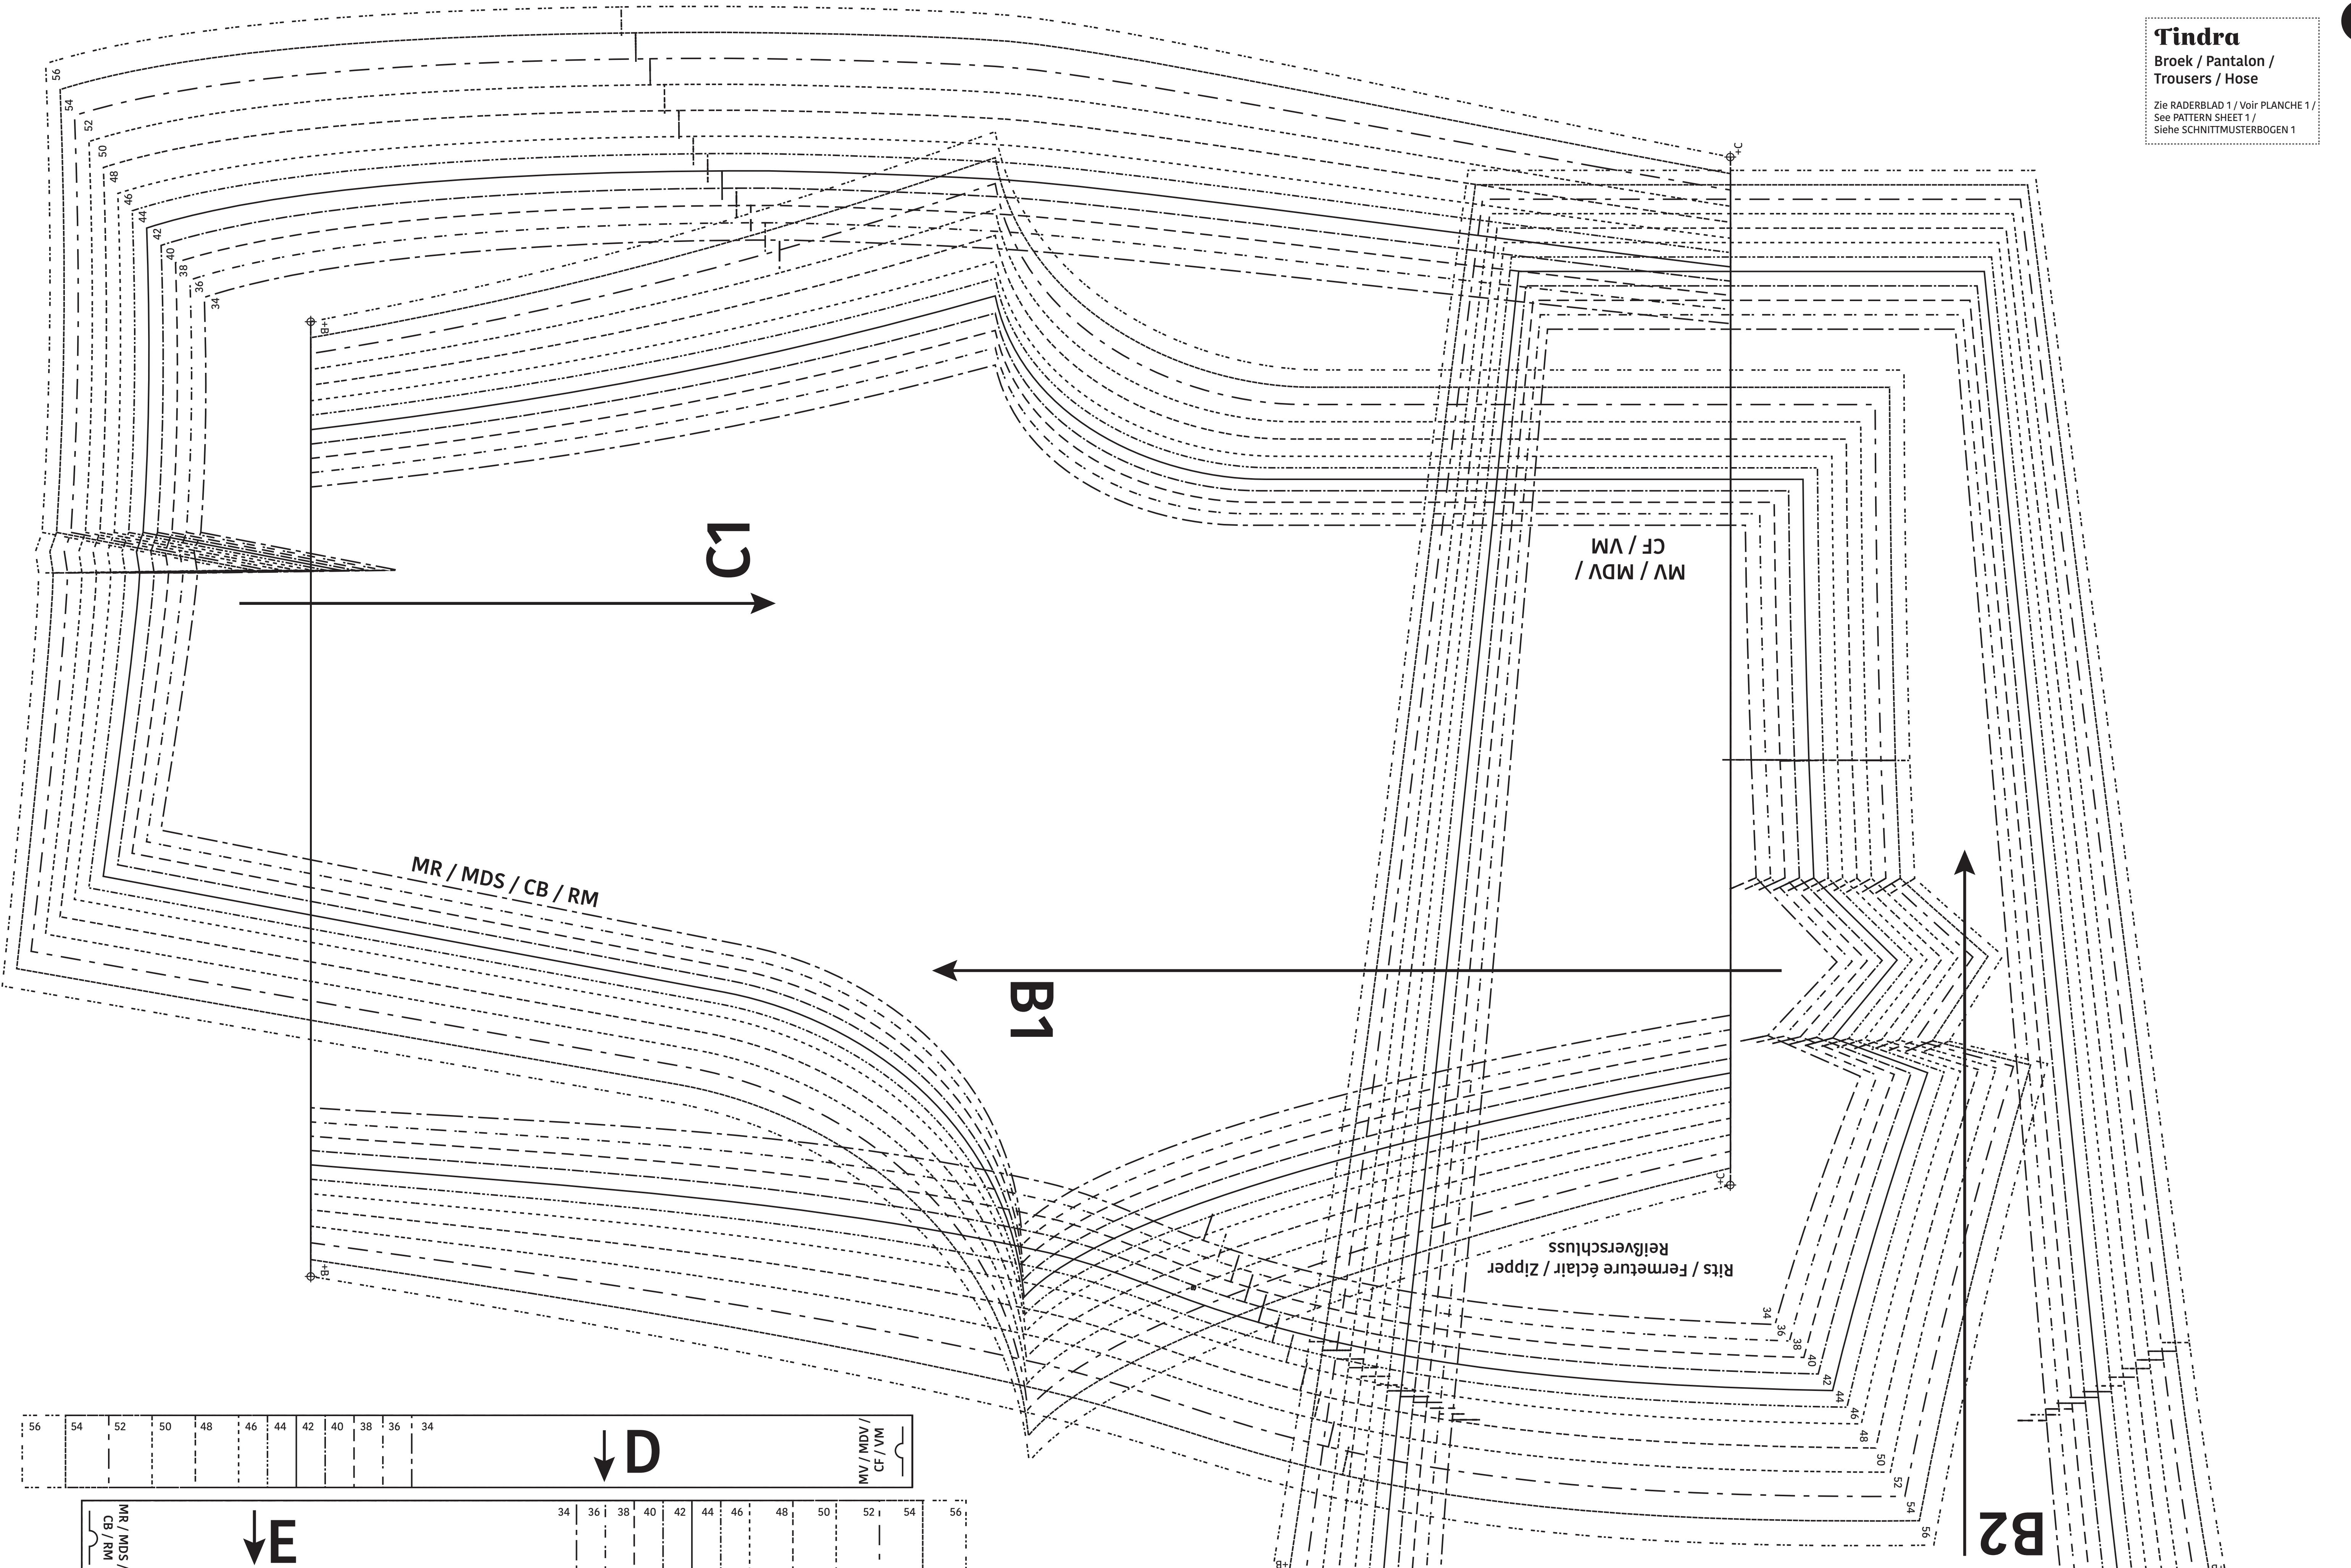 Tindra
Broek / Pantalon /
Trousers / Hose
Zie RADERBLAD 1 / Voir PLANCHE 1 /
See PATTERN SHEET 1 /
Siehe SCHNITTMUSTERBOGEN 1
56
54
52
50
48
46
44
42
40
38
36
34
+C
+B
C1
MV / MDV /
CF / VM
MR / MDS / CB / RM
B1
+C
+B
Rits / Fermeture éclair / Zipper /
Reißverschluss
34
36
38
40
42
44
46
48
50
52
54
56
B2
56 54 52 50 48 46 44 42 40 38 36 34
D
MV / MDV /
CF / VM
MR / MDS /
CB / RM
E
34 36 38 40 42 44 46 48 50 52 54 56
+B